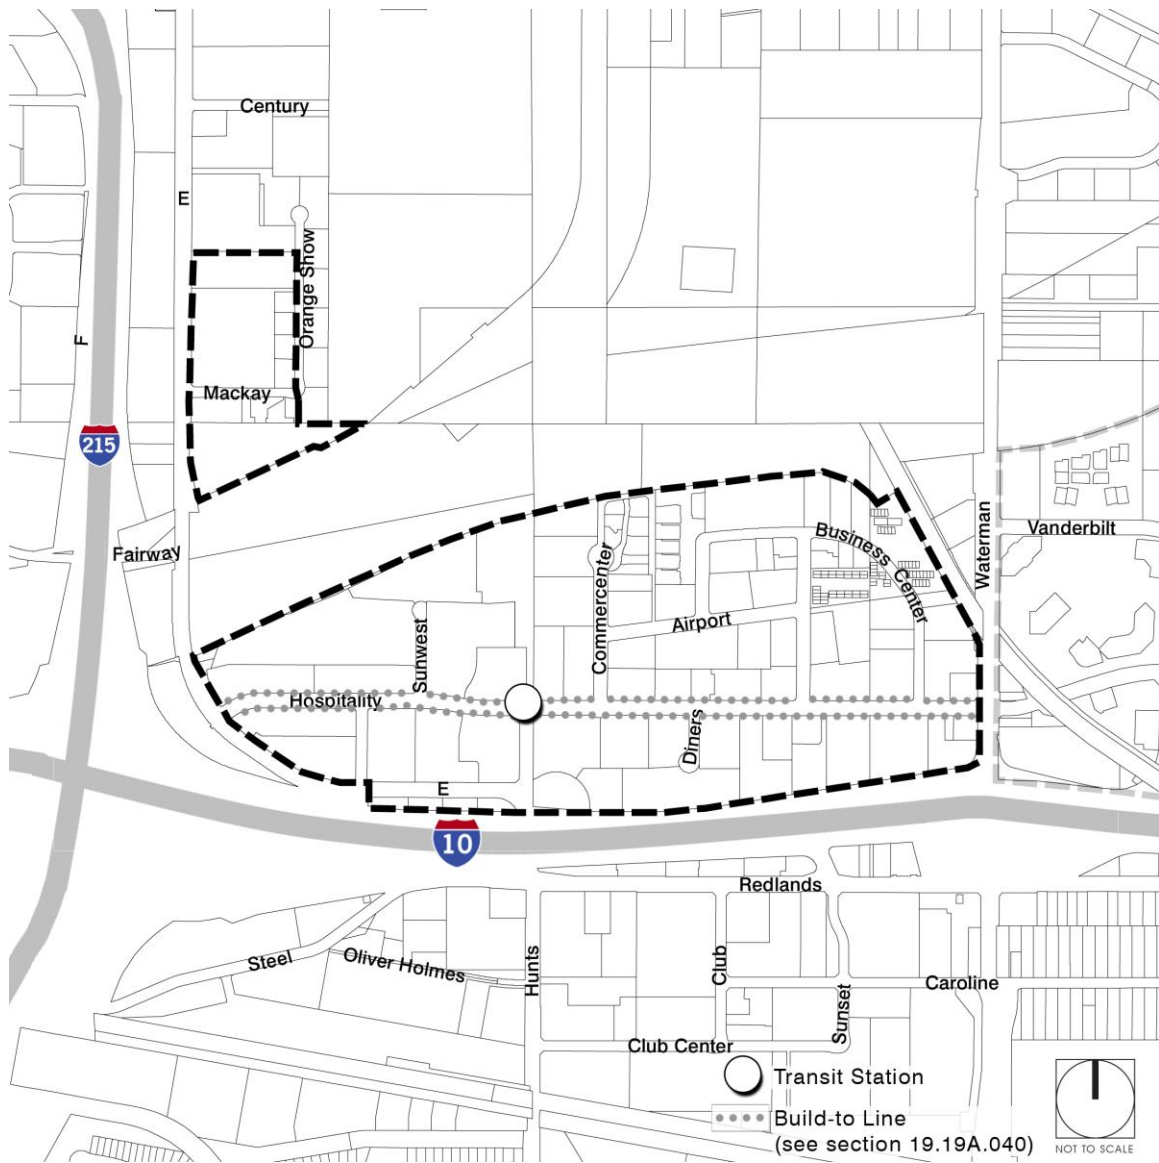 Century
E
Orange Show
F
Mackay
215
Fairway
Waterman
Vanderbilt
Business Center
Commercenter
Airport
Sunwest
Hospitality
Diners
E
10
Redlands
Steel
Oliver Holmes
Hunts
Club
Sunset
Caroline
Club Center
Transit Station
Build-to Line
(see section 19.19A.040)
NOT TO SCALE